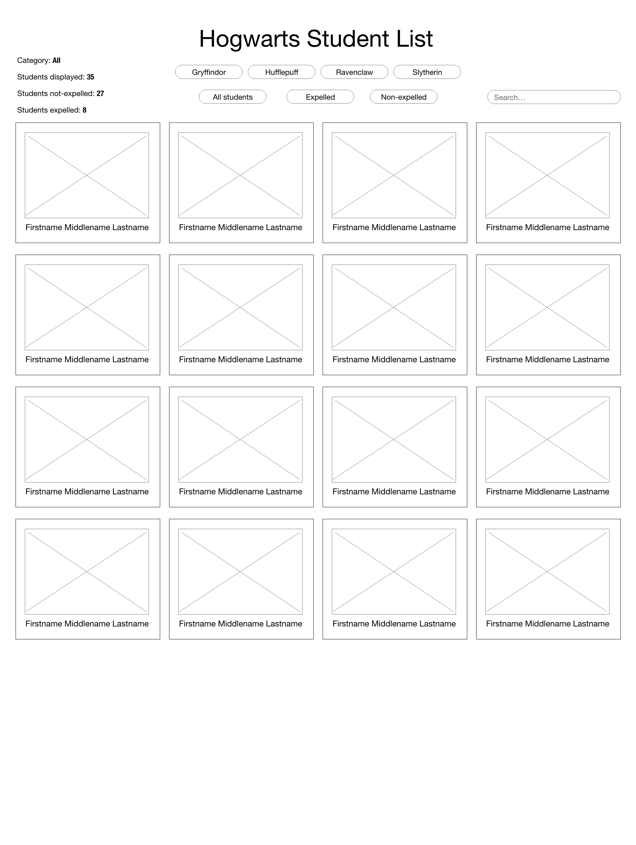 Hogwarts Student List
Category: All
Students displayed: 35
Students not-expelled: 27
Students expelled: 8
Gryffindor Hufflepuff Ravenclaw Slytherin
All students Expelled Non-expelled Search...
Firstname Middlename Lastname Firstname Middlename Lastname Firstname Middlename Lastname Firstname Middlename Lastname
Firstname Middlename Lastname Firstname Middlename Lastname Firstname Middlename Lastname Firstname Middlename Lastname
Firstname Middlename Lastname Firstname Middlename Lastname Firstname Middlename Lastname Firstname Middlename Lastname
Firstname Middlename Lastname Firstname Middlename Lastname Firstname Middlename Lastname Firstname Middlename Lastname